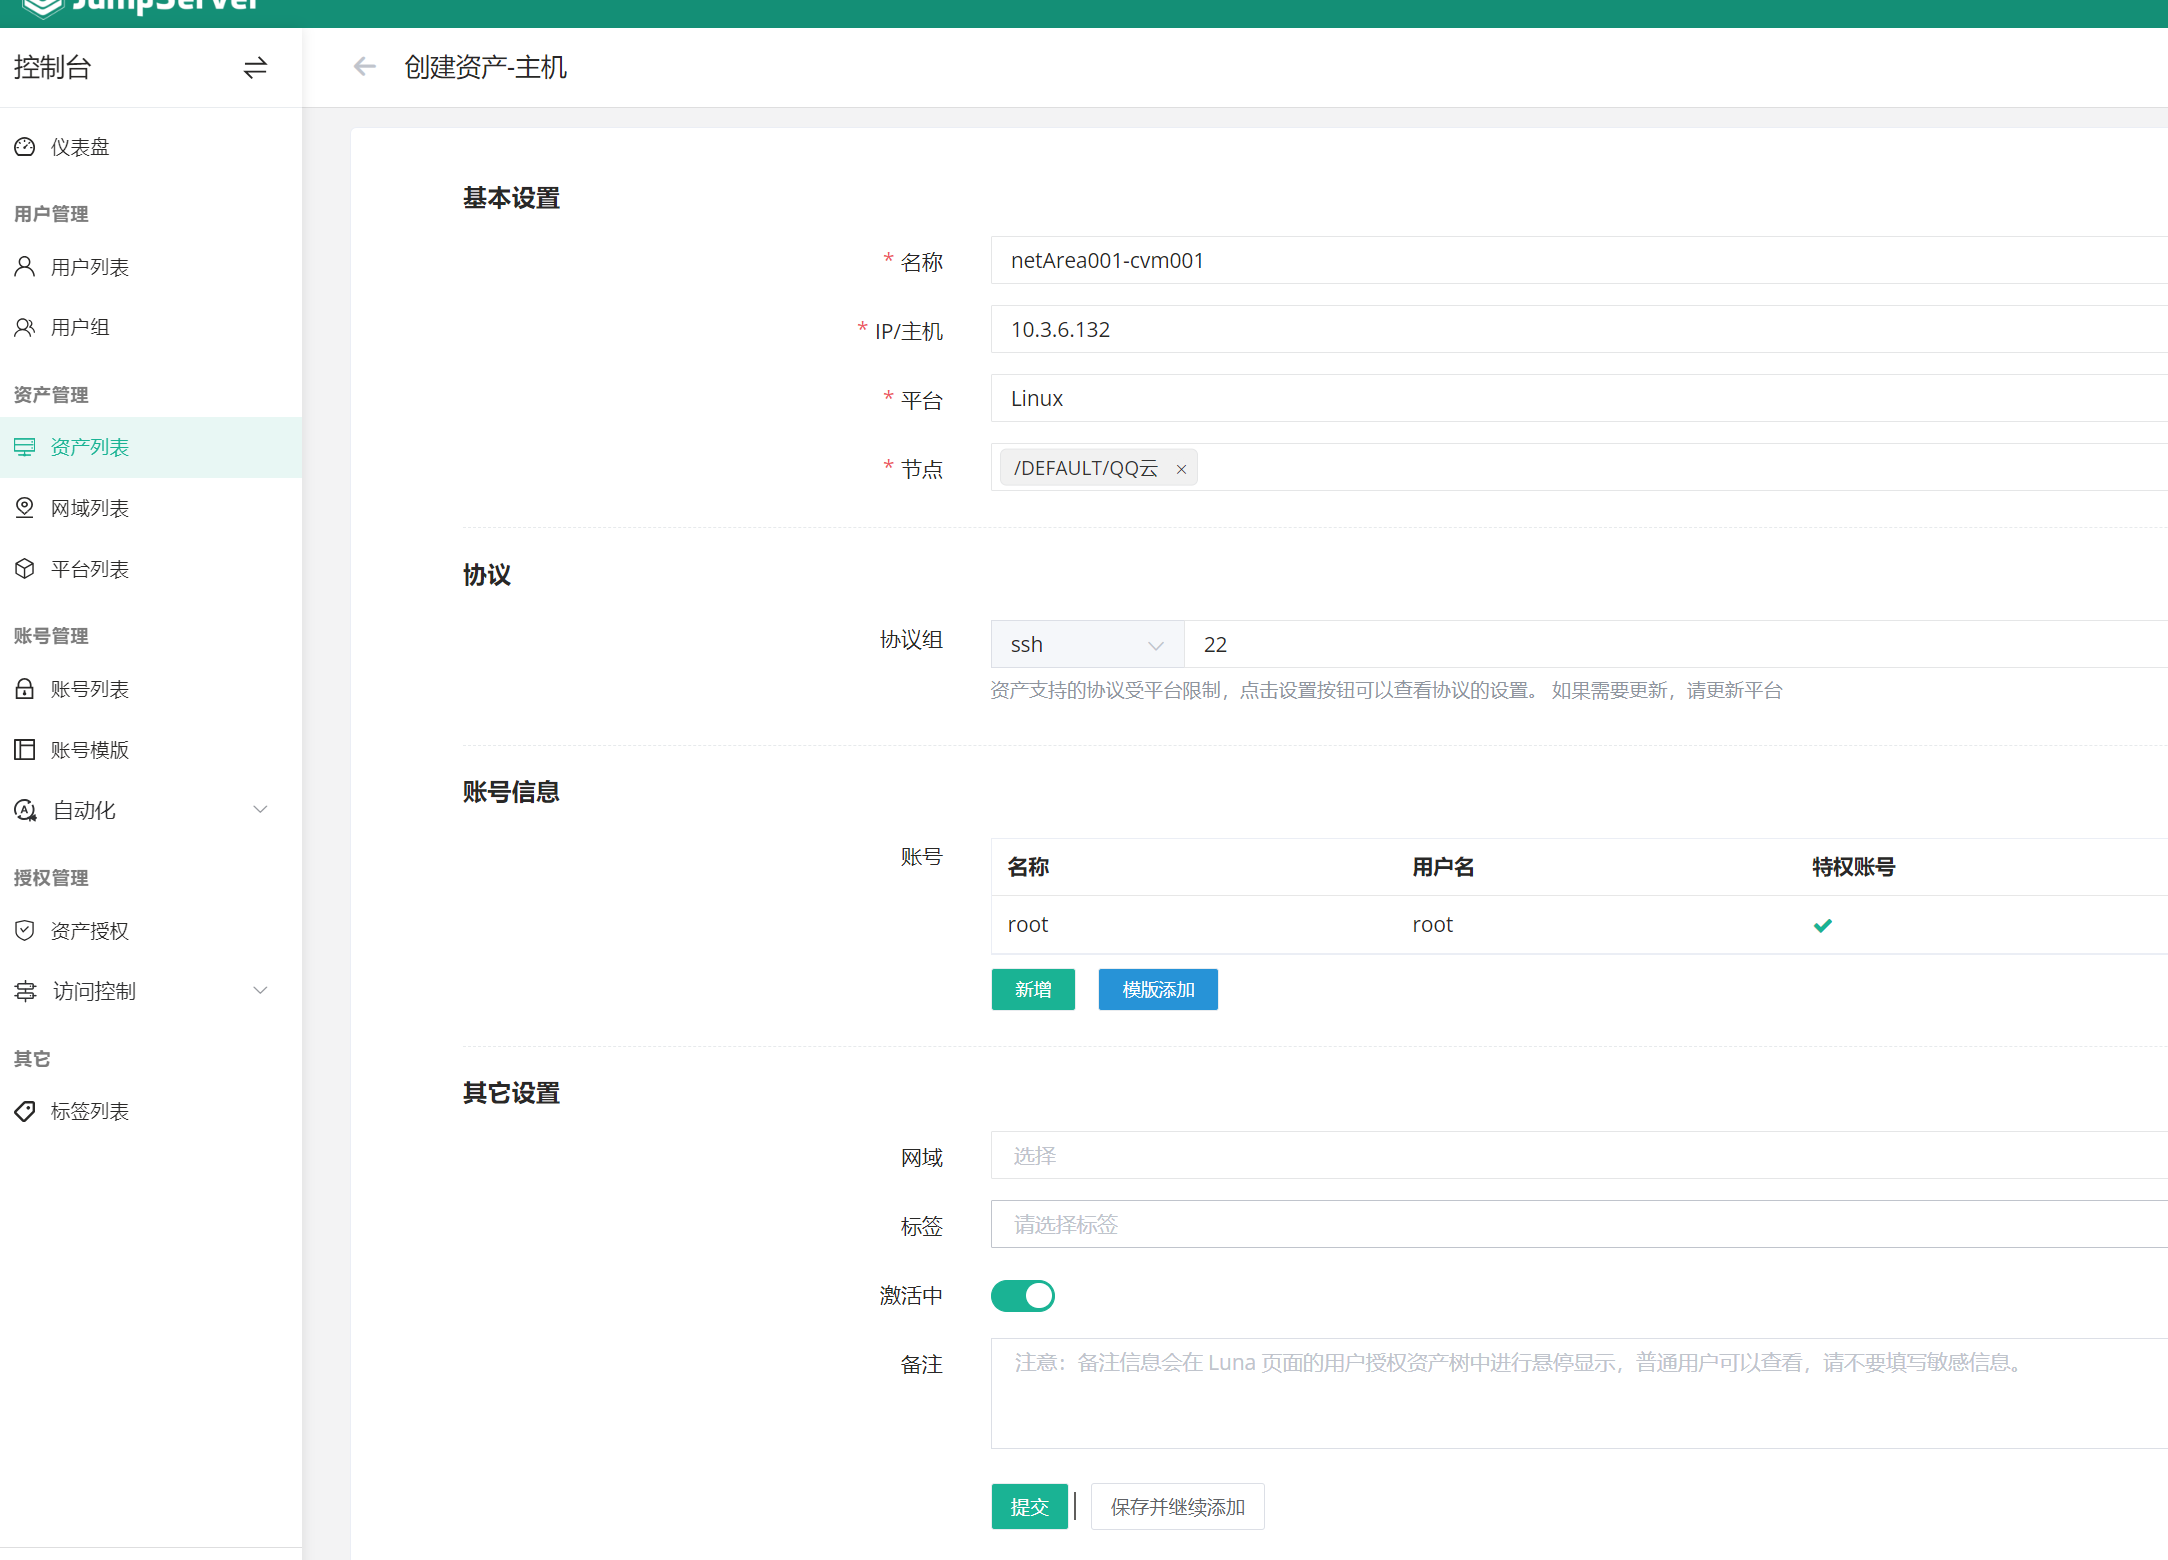 JumpServer
控制台
创建资产-主机
仪表盘
用户管理
用户列表
用户组
资产管理
资产列表
网域列表
平台列表
账号管理
账号列表
账号模版
自动化
授权管理
资产授权
访问控制
其它
标签列表
基本设置
* 名称 netArea001-cvm001
* IP/主机 10.3.6.132
* 平台 Linux
* 节点 /DEFAULT/QQ云 ×
协议
协议组 ssh 22
资产支持的协议受平台限制，点击设置按钮可以查看协议的设置。 如果需要更新，请更新平台
账号信息
账号 名称 用户名 特权账号
root root
新增 模版添加
其它设置
网域 选择
标签 请选择标签
激活中
备注 注意：备注信息会在 Luna 页面的用户授权资产树中进行悬停显示，普通用户可以查看，请不要填写敏感信息。
提交 保存并继续添加